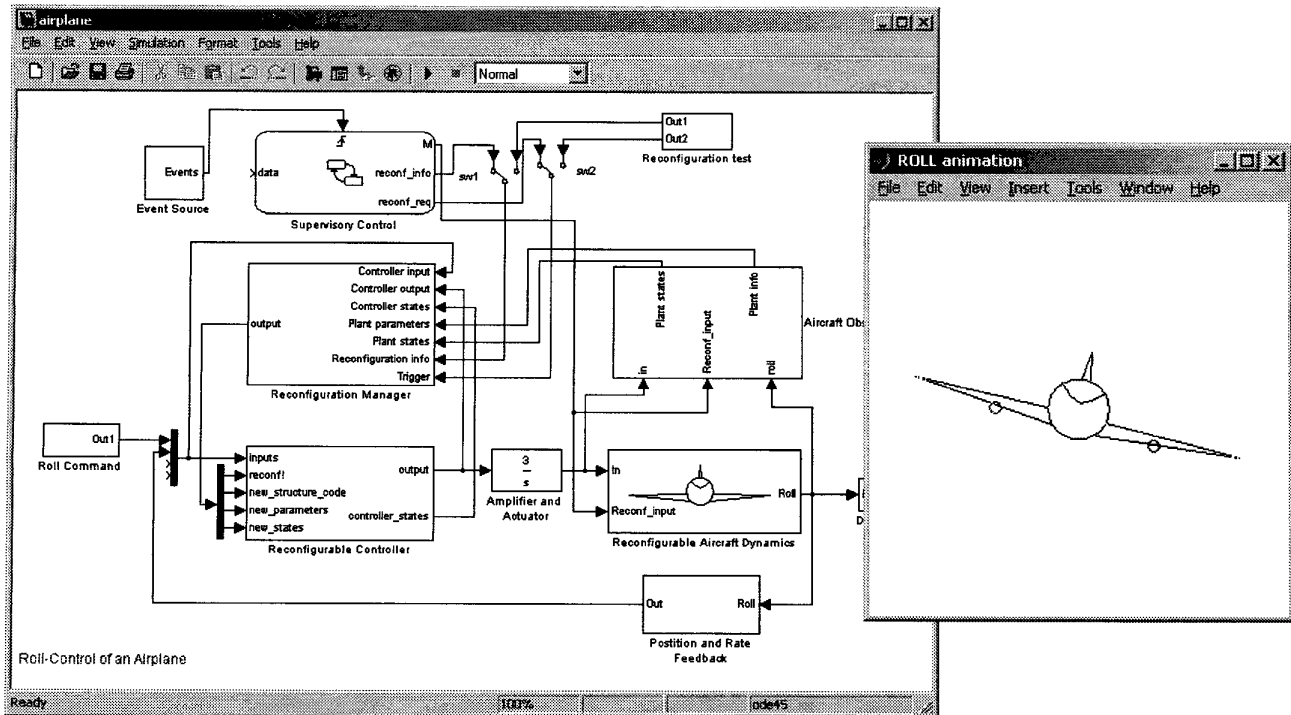 airplane
File Edit View Simulation Format Tools Help
Normal
Out1
Out2
Reconfiguration test
Events
Event Source
data
M
reconf_info
reconf_req
Supervisory Control
sw1
sw2
ROLL animation
File Edit View Insert Tools Window Help
Controller input
Controller output
Controller states
Plant parameters
Plant states
Reconfiguration info
Trigger
output
Reconfiguration Manager
Plant states
Plant info
in
Reconf_input
roll
Aircraft Obs
Out1
Roll Command
inputs
reconf!
new_structure_code
new_parameters
new_states
output
controller_states
Reconfigurable Controller
3
s
Amplifier and
Actuator
In
Reconf_input
Roll
Reconfigurable Aircraft Dynamics
D
Out
Roll
Postition and Rate
Feedback
Roll-Control of an Airplane
Ready
100%
ode45